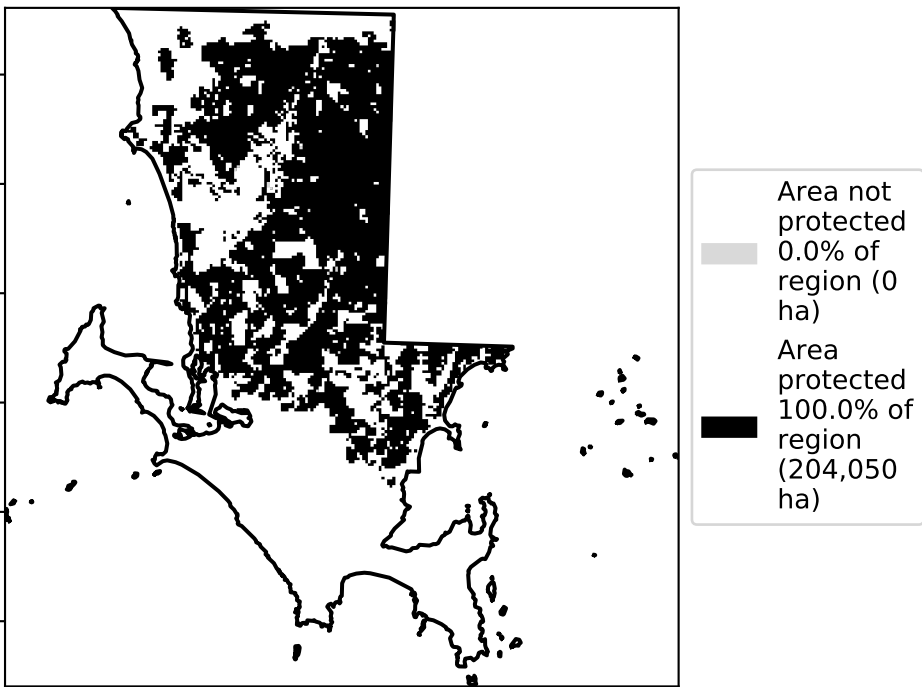 Area not
protected
0.0% of
region (0
ha)
Area
protected
100.0% of
region
(204,050
ha)